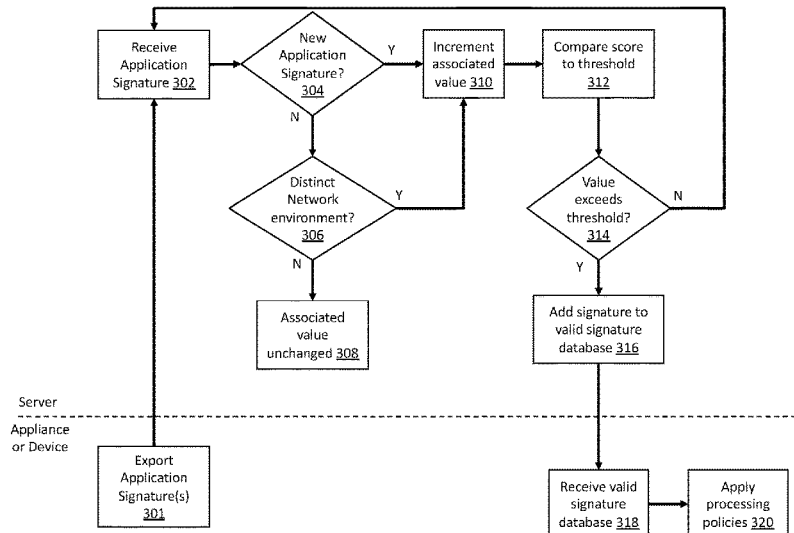 Receive
Application
Signature 302
New
Application
Signature?
304
Y
N
Increment
associated
value 310
Compare score
to threshold
312
Distinct
Network
environment?
306
Y
N
Value
exceeds
threshold?
314
N
Y
Associated
value
unchanged 308
Add signature to
valid signature
database 316
Server
Appliance
or Device
Export
Application
Signature(s)
301
Receive valid
signature
database 318
Apply
processing
policies 320